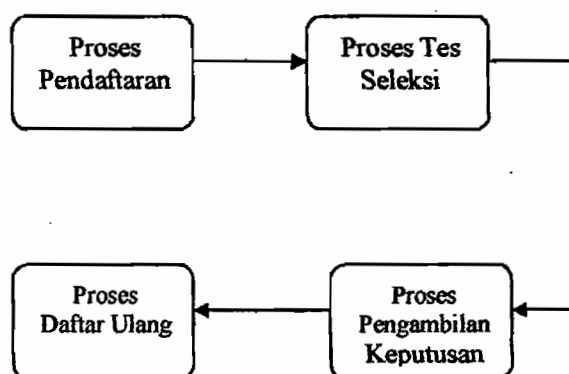 Proses
Pendaftaran
Proses Tes
Seleksi
Proses
Daftar Ulang
Proses
Pengambilan
Keputusan